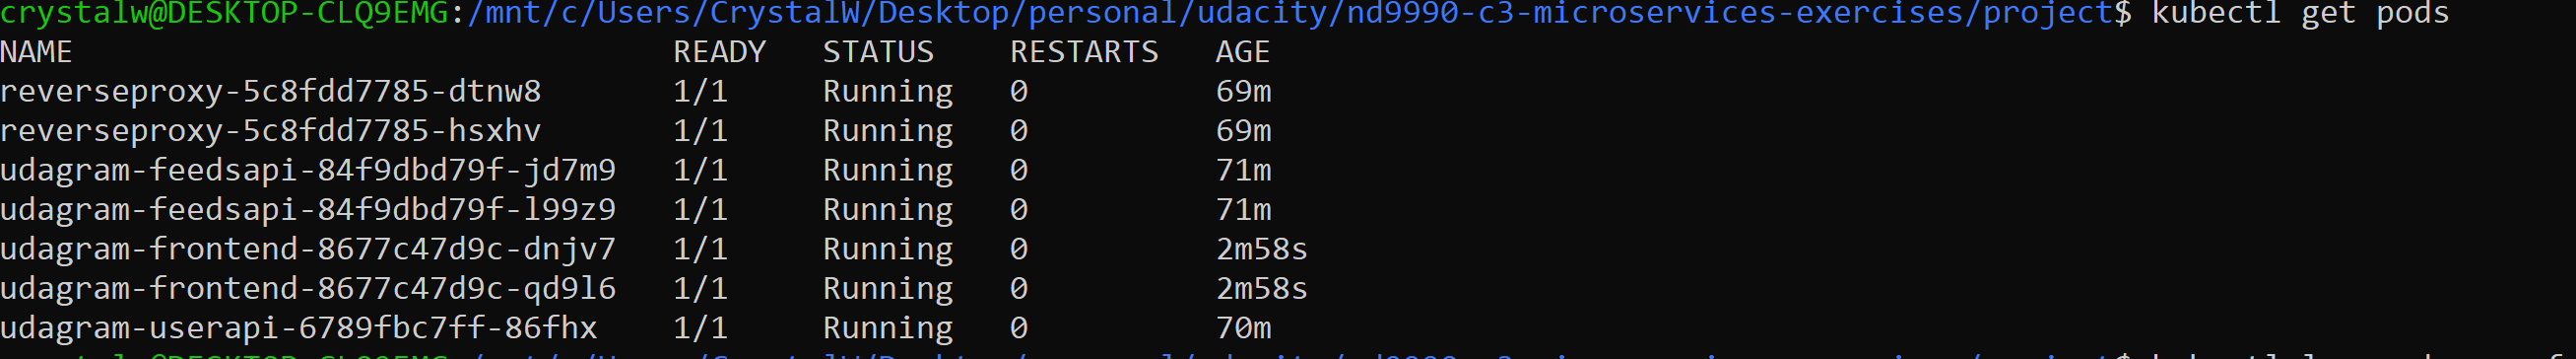 crystalw@DESKTOP-CLQ9EMG:/mnt/c/Users/CrystalW/Desktop/personal/udacity/nd9990-c3-microservices-exercises/project$ kubectl get pods
NAME READY STATUS RESTARTS AGE
reverseproxy-5c8fdd7785-dtnw8 1/1 Running 0 69m
reverseproxy-5c8fdd7785-hsxhv 1/1 Running 0 69m
udagram-feedsapi-84f9dbd79f-jd7m9 1/1 Running 0 71m
udagram-feedsapi-84f9dbd79f-l99z9 1/1 Running 0 71m
udagram-frontend-8677c47d9c-dnjv7 1/1 Running 0 2m58s
udagram-frontend-8677c47d9c-qd9l6 1/1 Running 0 2m58s
udagram-userapi-6789fbc7ff-86fhx 1/1 Running 0 70m